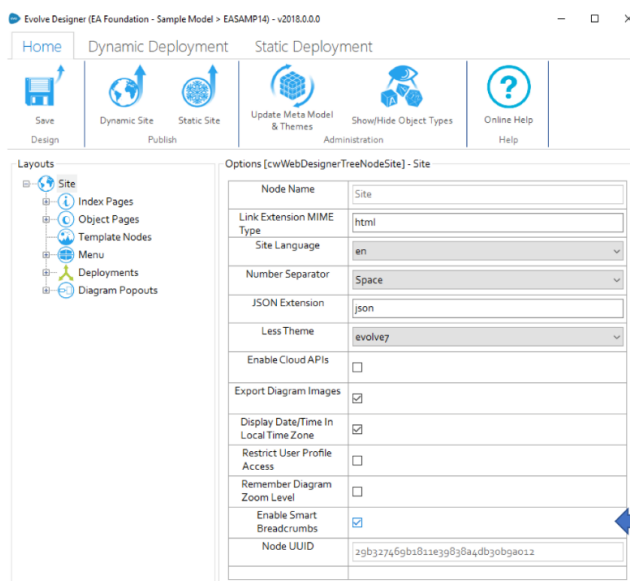 Evolve Designer (EA Foundation - Sample Model > EASAMP14) - v2018.0.0.0
Home Dynamic Deployment Static Deployment
Save
Dynamic Site
Static Site
Update Meta Model
& Themes
Show/Hide Object Types
Online Help
Design
Publish
Administration
Help
Layouts
Site
Index Pages
Object Pages
Template Nodes
Menu
Deployments
Diagram Popouts
Options [cwWebDesignerTreeNodeSite] - Site
Node Name
Site
Link Extension MIME
Type
html
Site Language
en
Number Separator
Space
JSON Extension
json
Less Theme
evolve7
Enable Cloud APIs
Export Diagram Images
Display Date/Time In
Local Time Zone
Restrict User Profile
Access
Remember Diagram
Zoom Level
Enable Smart
Breadcrumbs
Node UUID
29b327469b1811e39838a4db30b9a012